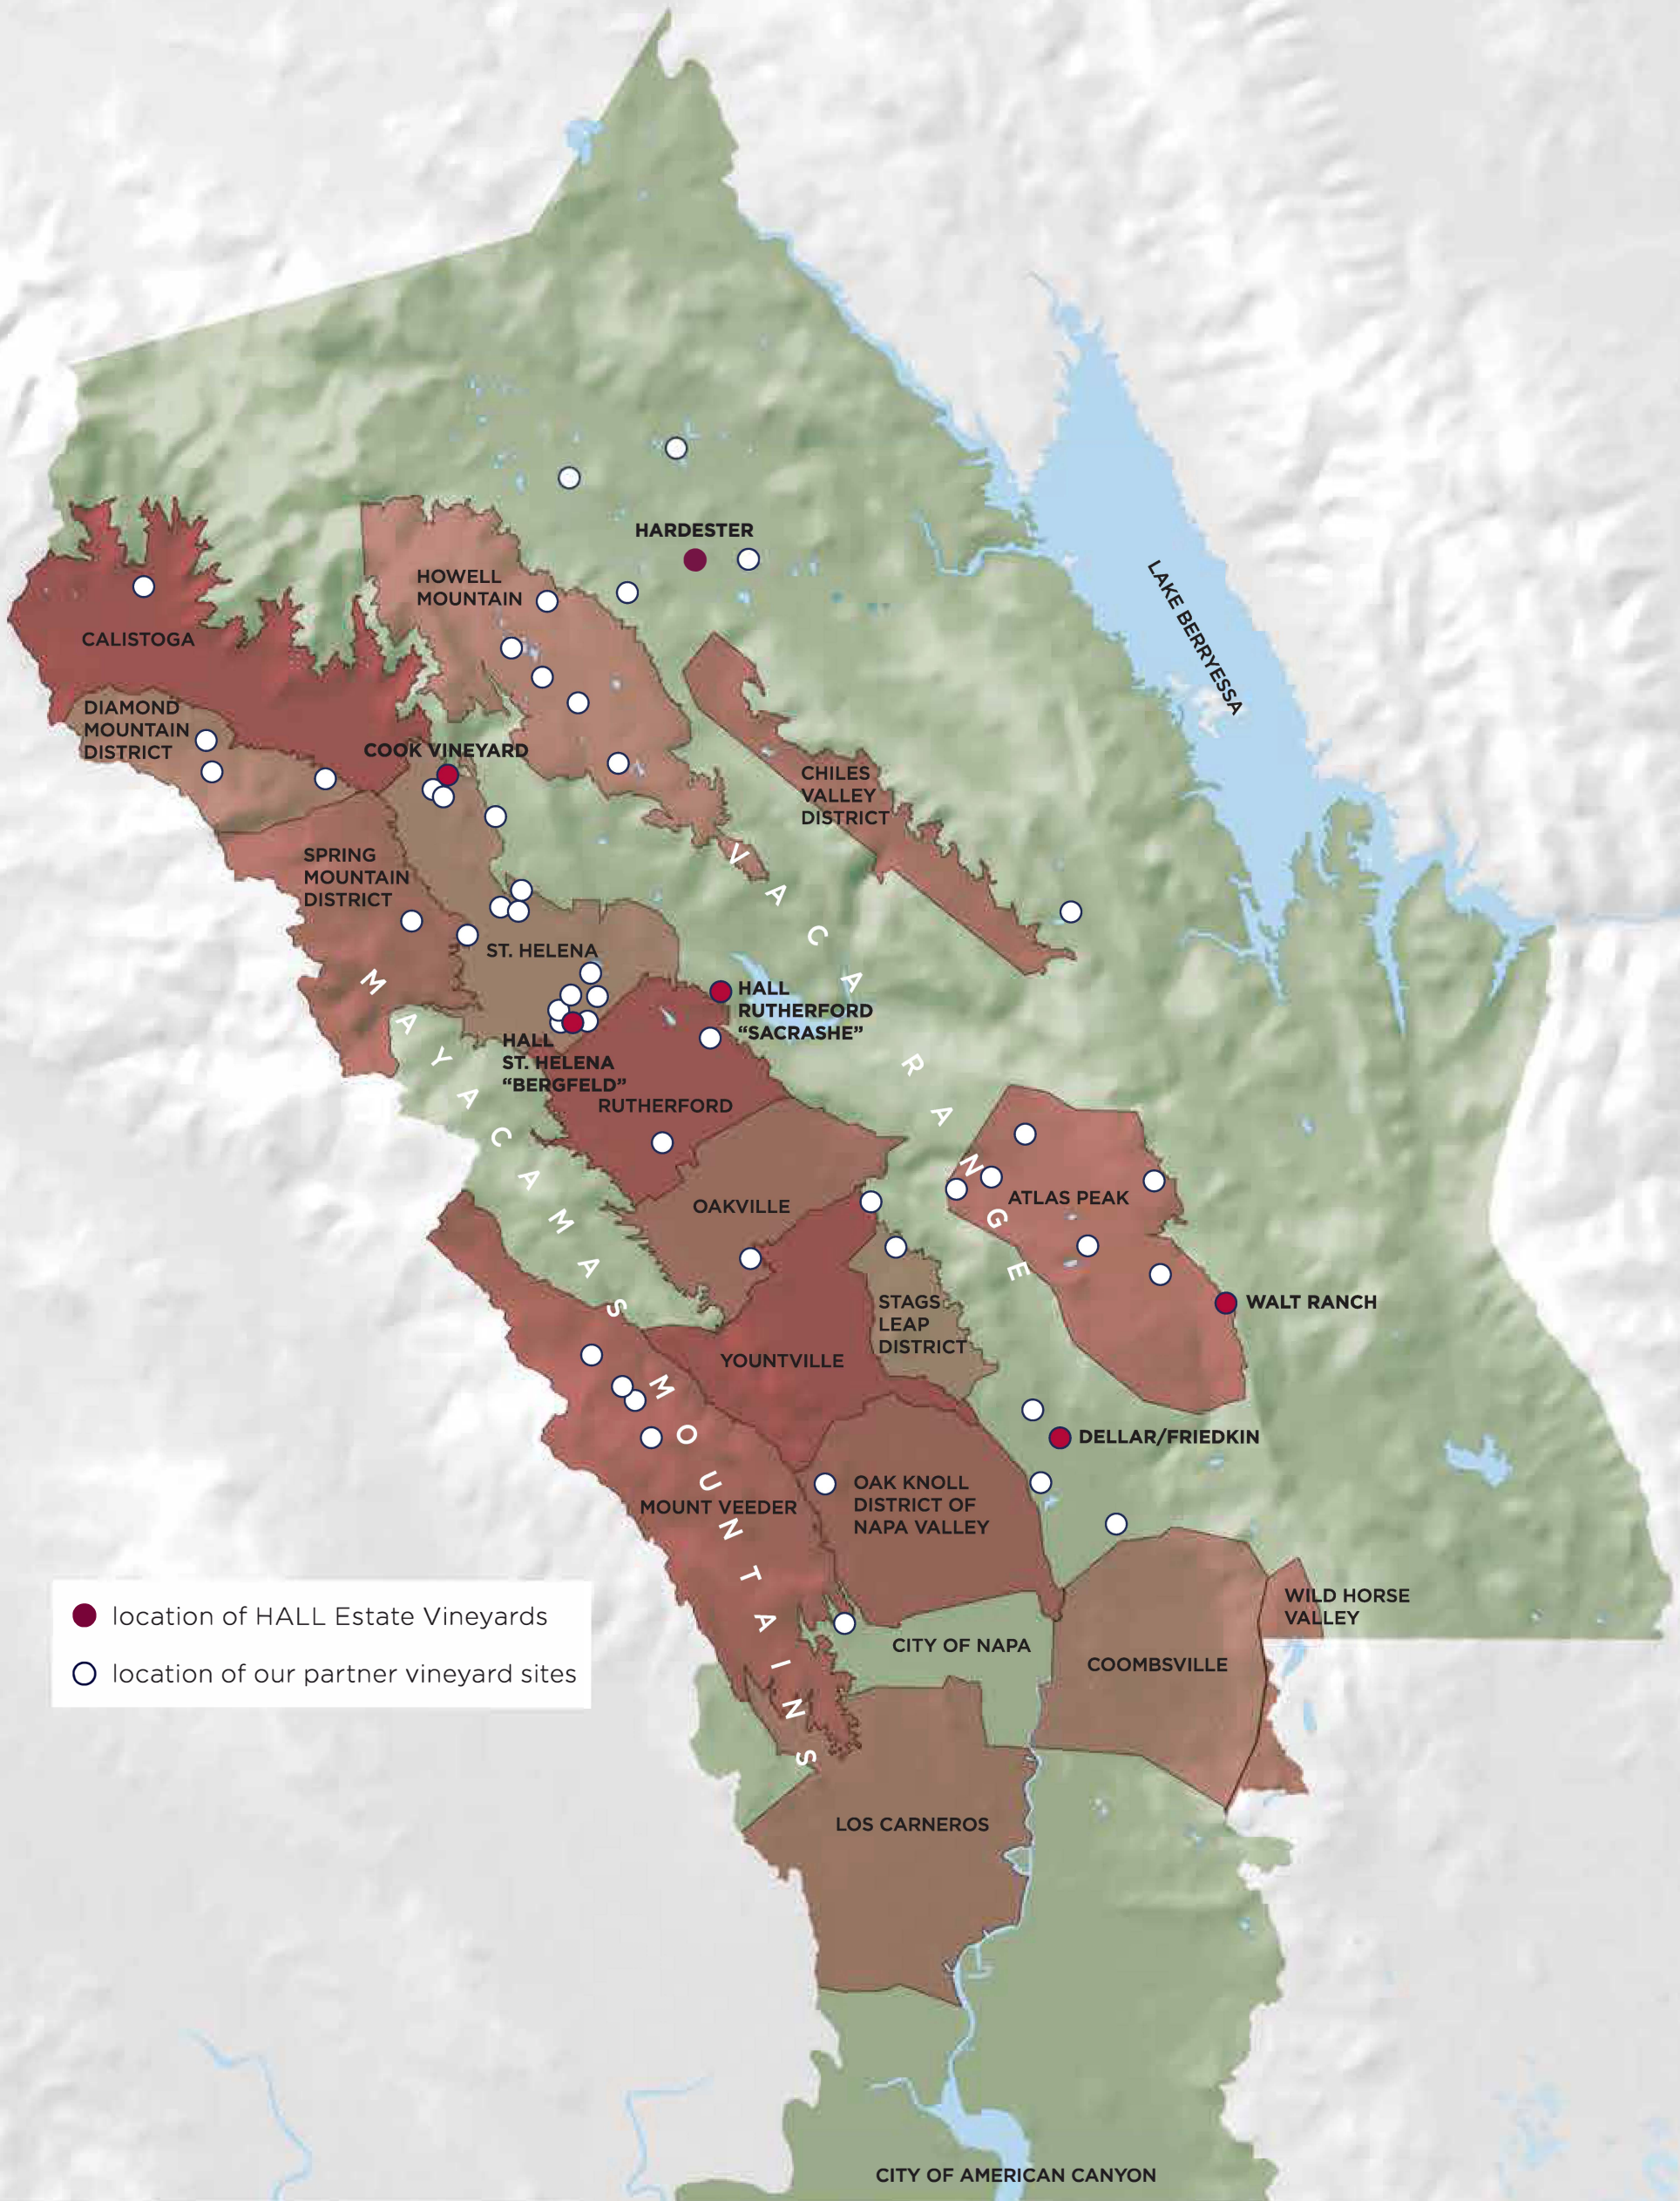 HARDESTER
HOWELL
MOUNTAIN
LAKE BERRYESSA
CALISTOGA
DIAMOND
MOUNTAIN
DISTRICT
COOK VINEYARD
CHILES
VALLEY
DISTRICT
SPRING
MOUNTAIN
DISTRICT
VACA RANGE
ST. HELENA
HALL
RUTHERFORD
“SACRASHE”
HALL
ST. HELENA
“BERGFELD”
RUTHERFORD
MAYACAMAS MOUNTAINS
ATLAS PEAK
OAKVILLE
STAGS
LEAP
DISTRICT
WALT RANCH
YOUNTVILLE
DELLAR/FRIEDKIN
OAK KNOLL
DISTRICT OF
NAPA VALLEY
MOUNT VEEDER
WILD HORSE
VALLEY
location of HALL Estate Vineyards
location of our partner vineyard sites
CITY OF NAPA
COOMBSVILLE
LOS CARNEROS
CITY OF AMERICAN CANYON